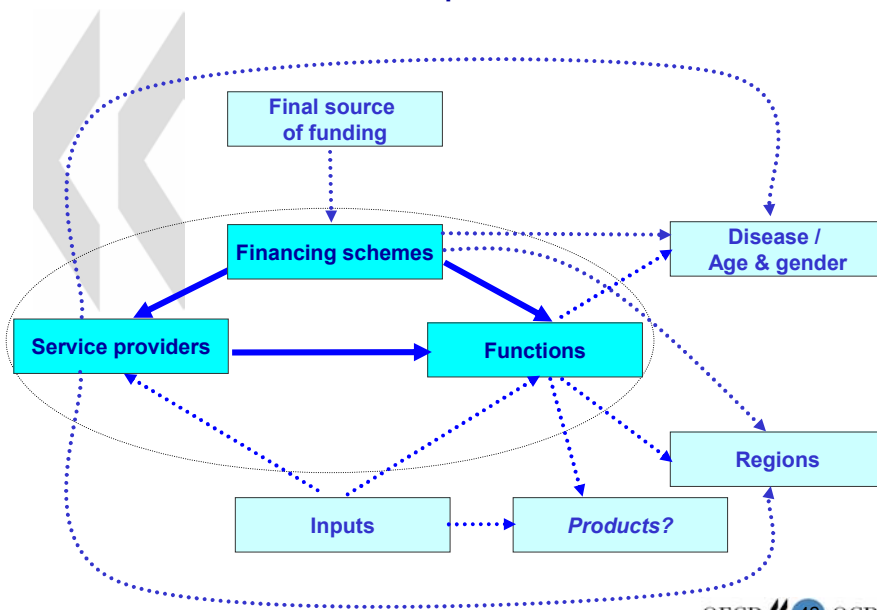 Final source
of funding
Financing schemes
Disease /
Age & gender
Service providers
Functions
Regions
Inputs
Products?